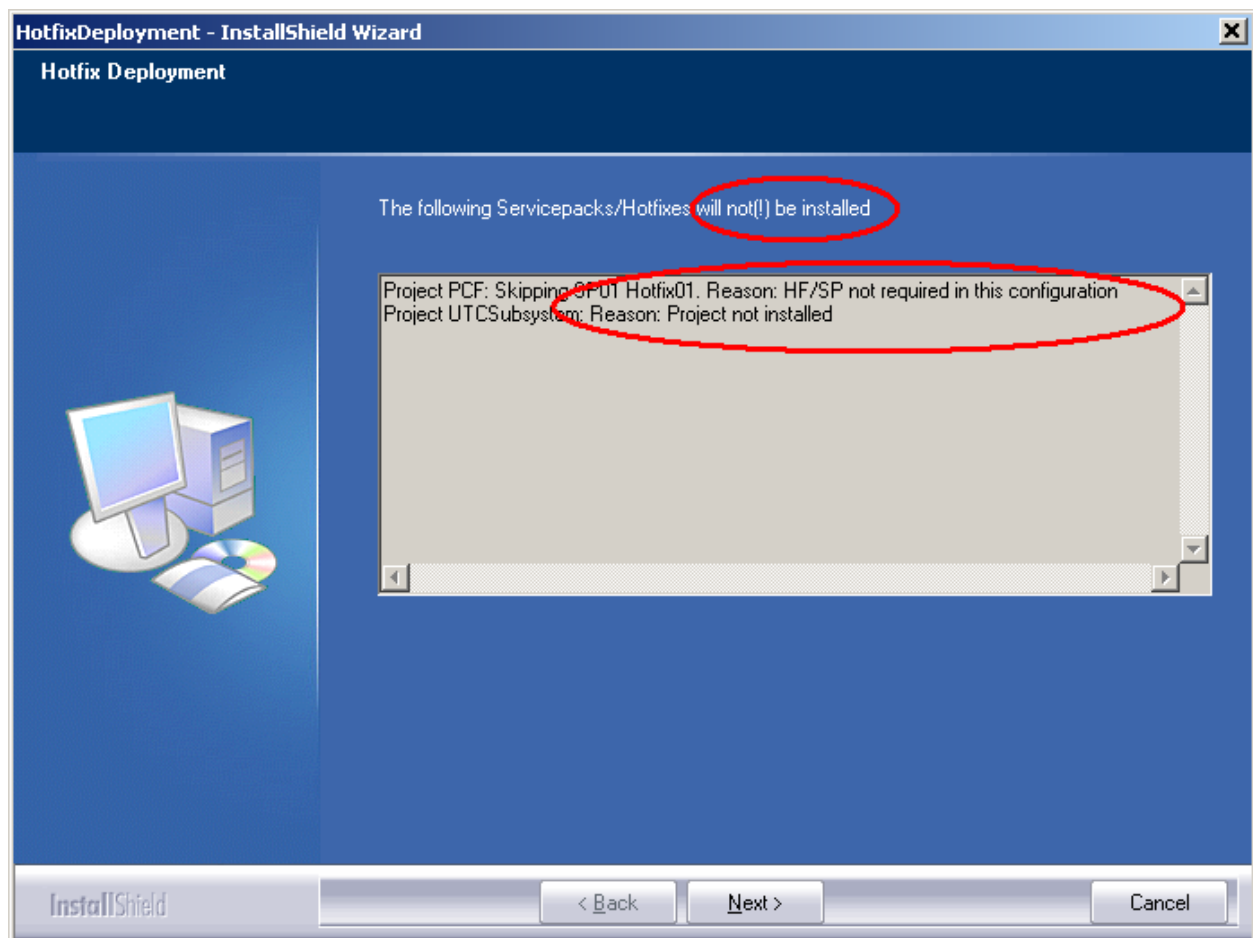 HotfixDeployment - InstallShield Wizard
Hotfix Deployment
The following Servicepacks/Hotfixes will not(!) be installed
Project PCF: Skipping SP01 Hotfix01. Reason: HF/SP not required in this configuration
Project UTCSubsystem: Reason: Project not installed
InstallShield
< Back
Next >
Cancel